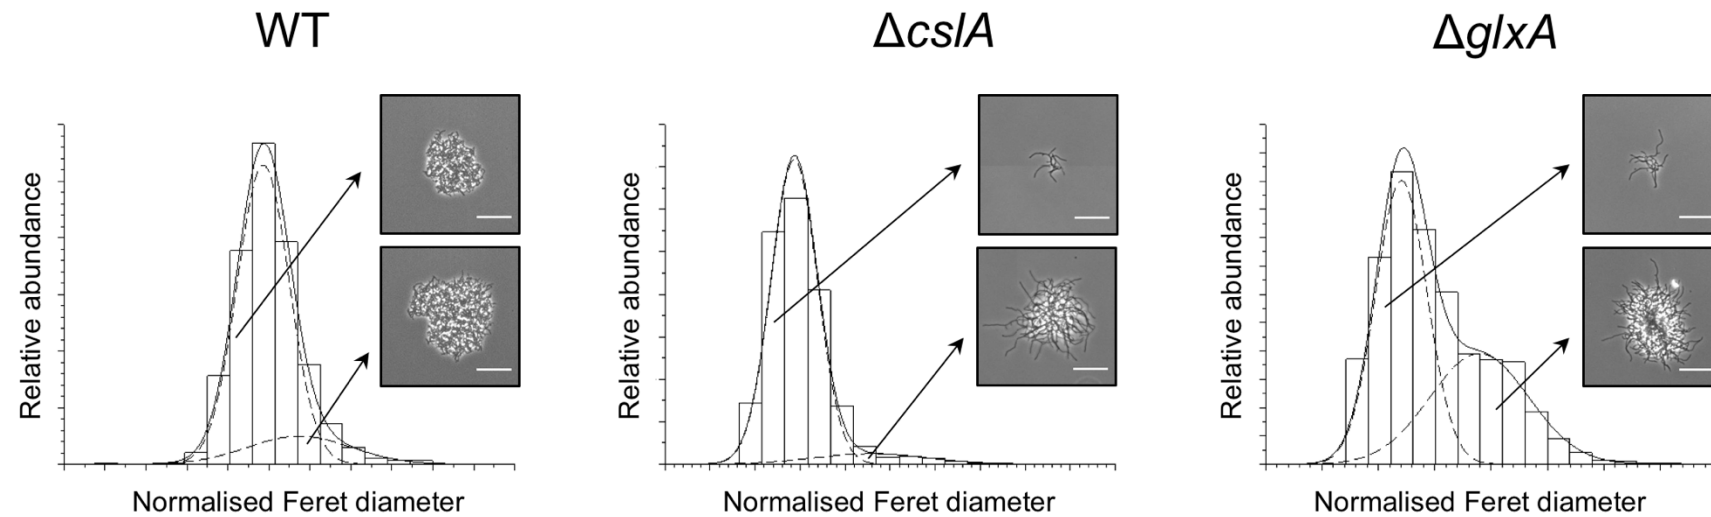 WT
ΔcslA
ΔglxA
Relative abundance
Relative abundance
Relative abundance
Normalised Feret diameter
Normalised Feret diameter
Normalised Feret diameter